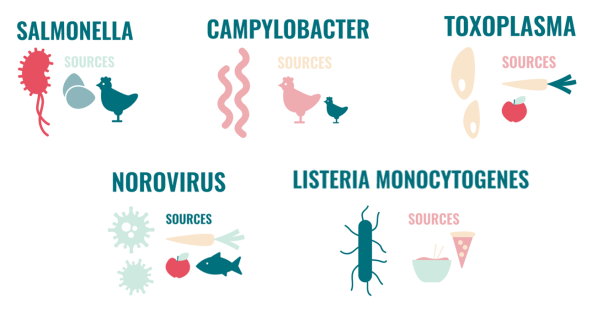 SALMONELLA
SOURCES
CAMPYLOBACTER
SOURCES
TOXOPLASMA
SOURCES
NOROVIRUS
SOURCES
LISTERIA MONOCYTOGENES
SOURCES